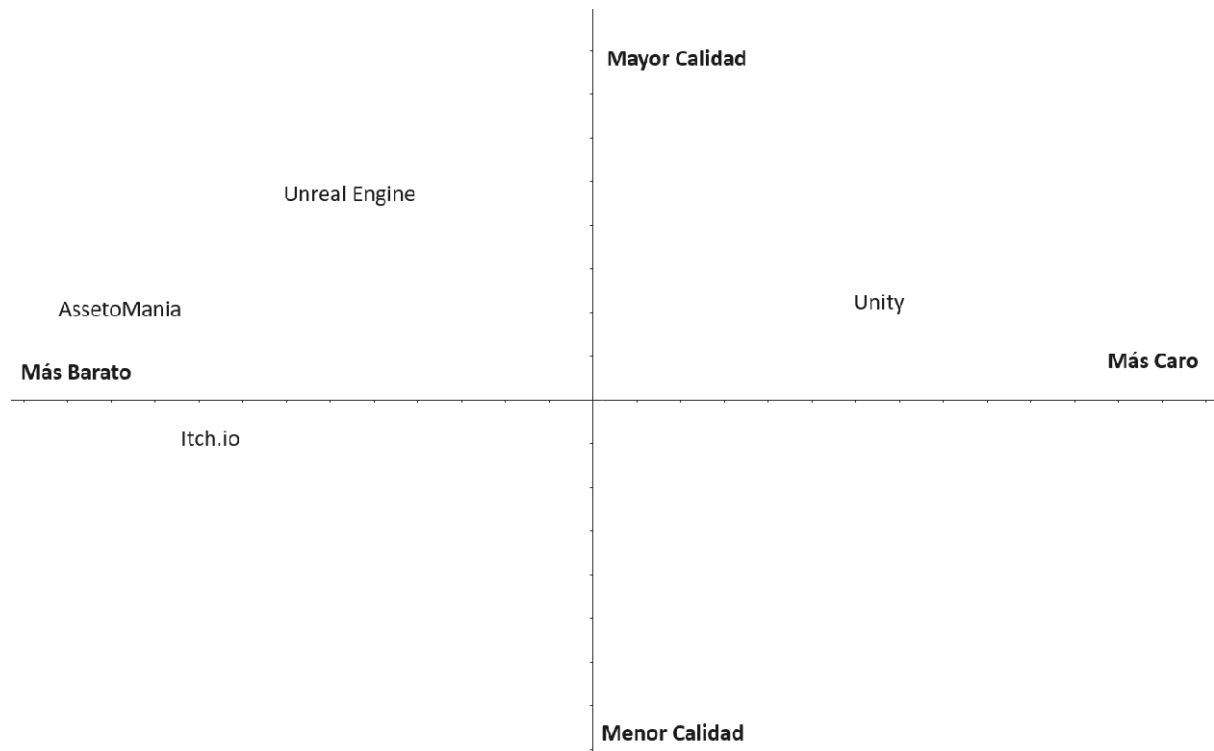 Mayor Calidad
Unreal Engine
AssetoMania
Unity
Más Barato
Más Caro
Itch.io
Menor Calidad